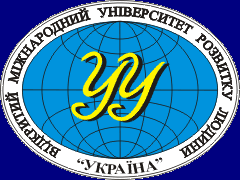 ВІДКРИТИЙ МІЖНАРОДНИЙ УНІВЕРСИТЕТ РОЗВИТКУ ЛЮДИНИ
УУ
“УКРАЇНА”